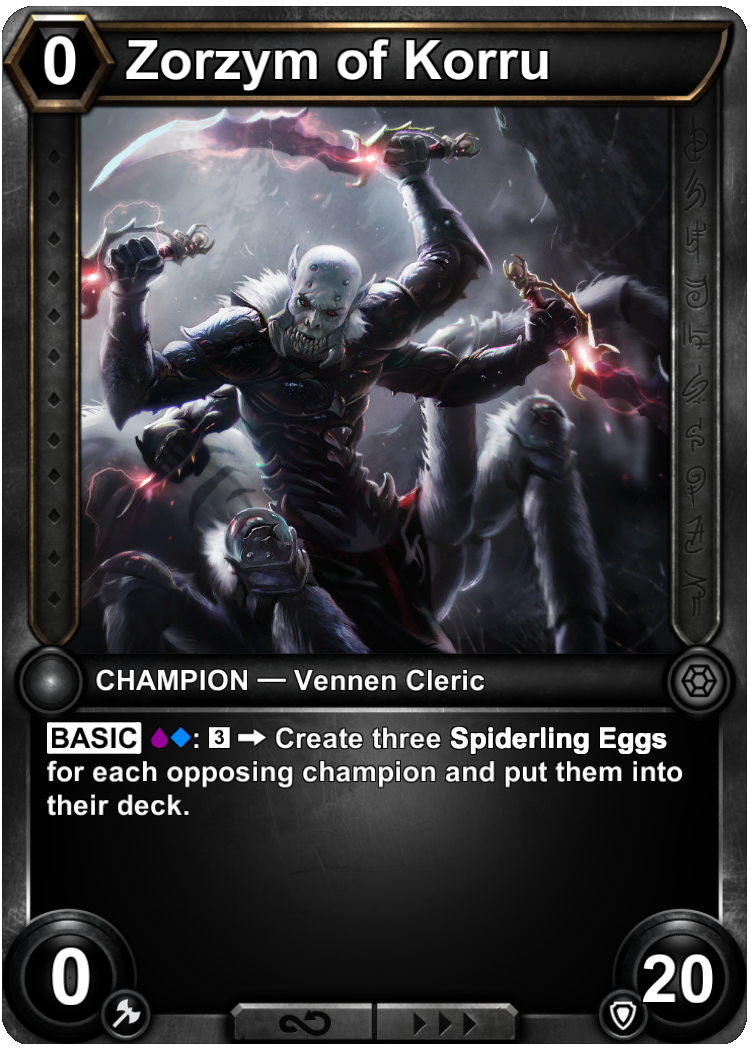 0 Zorzym of Korru
CHAMPION — Vennen Cleric
BASIC : 3 → Create three Spiderling Eggs
for each opposing champion and put them into
their deck.
0 20